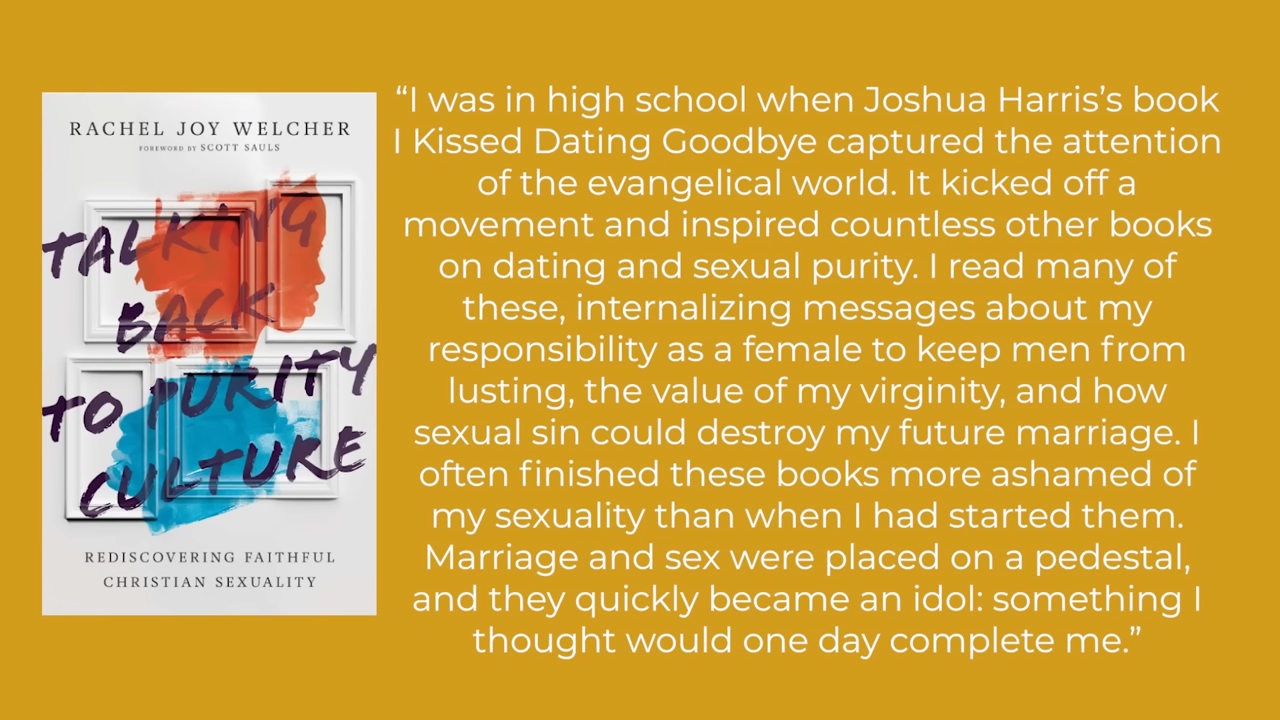 RACHEL JOY WELCHER
FOREWORD BY SCOTT SAULS
TALKING
BACK
TO PURITY
CULTURE
REDISCOVERING FAITHFUL
CHRISTIAN SEXUALITY
“I was in high school when Joshua Harris’s book
I Kissed Dating Goodbye captured the attention
of the evangelical world. It kicked off a
movement and inspired countless other books
on dating and sexual purity. I read many of
these, internalizing messages about my
responsibility as a female to keep men from
lusting, the value of my virginity, and how
sexual sin could destroy my future marriage. I
often finished these books more ashamed of
my sexuality than when I had started them.
Marriage and sex were placed on a pedestal,
and they quickly became an idol: something I
thought would one day complete me.”